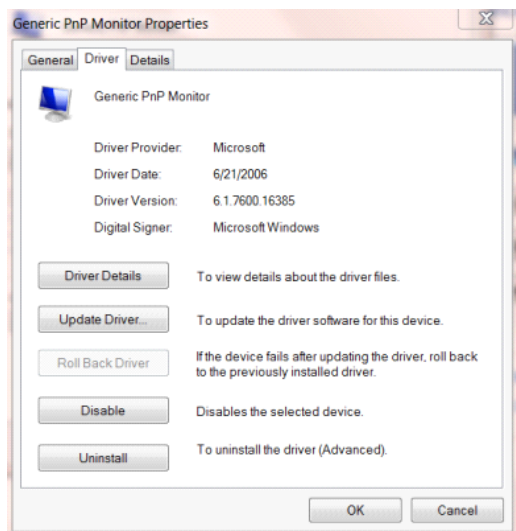 Generic PnP Monitor Properties
General Driver Details
Generic PnP Monitor
Driver Provider: Microsoft
Driver Date: 6/21/2006
Driver Version: 6.1.7600.16385
Digital Signer: Microsoft Windows
Driver Details To view details about the driver files.
Update Driver... To update the driver software for this device.
Roll Back Driver If the device fails after updating the driver, roll back
to the previously installed driver.
Disable Disables the selected device.
Uninstall To uninstall the driver (Advanced).
OK Cancel